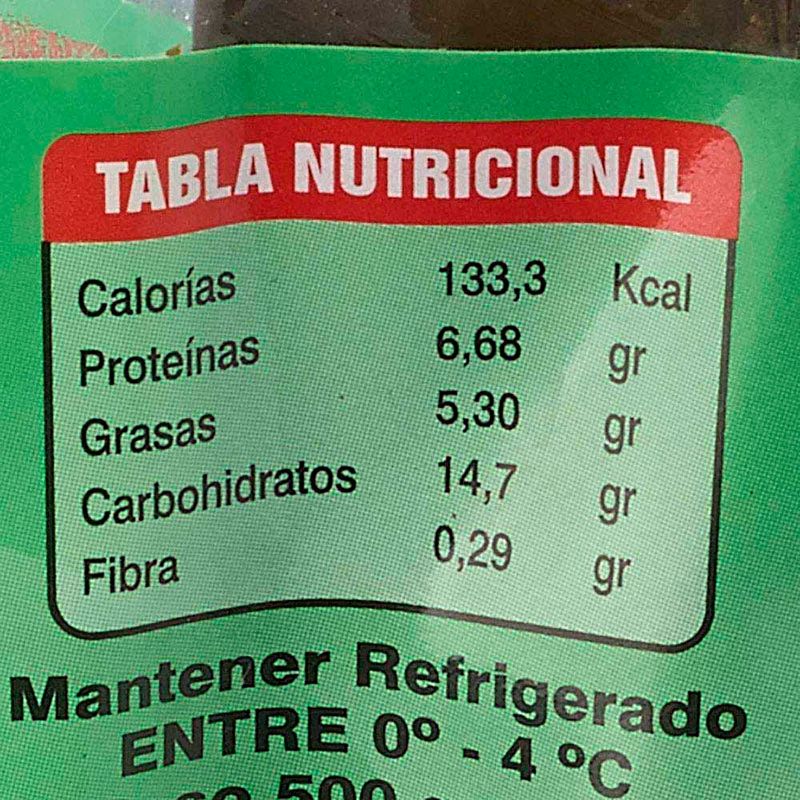 TABLA NUTRICIONAL
Calorías 133,3 Kcal
Proteínas 6,68 gr
Grasas 5,30 gr
Carbohidratos 14,7 gr
Fibra 0,29 gr
Mantener Refrigerado
ENTRE 0º - 4 ºC
500